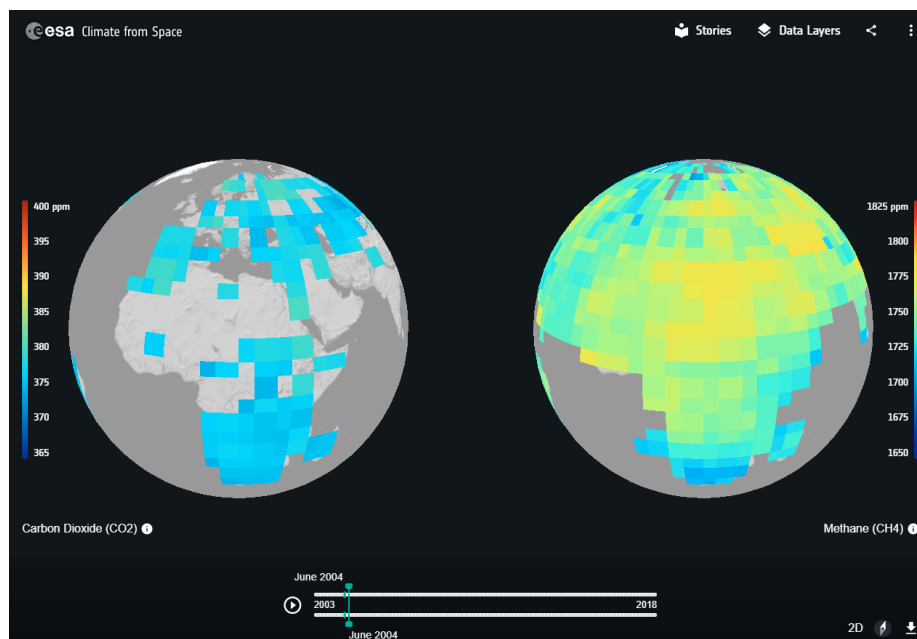 esa Climate from Space
Stories
Data Layers
400 ppm
395
390
385
380
375
370
365
1825 ppm
1800
1775
1750
1725
1700
1675
1650
Carbon Dioxide (CO2)
Methane (CH4)
June 2004
2003
2018
June 2004
2D